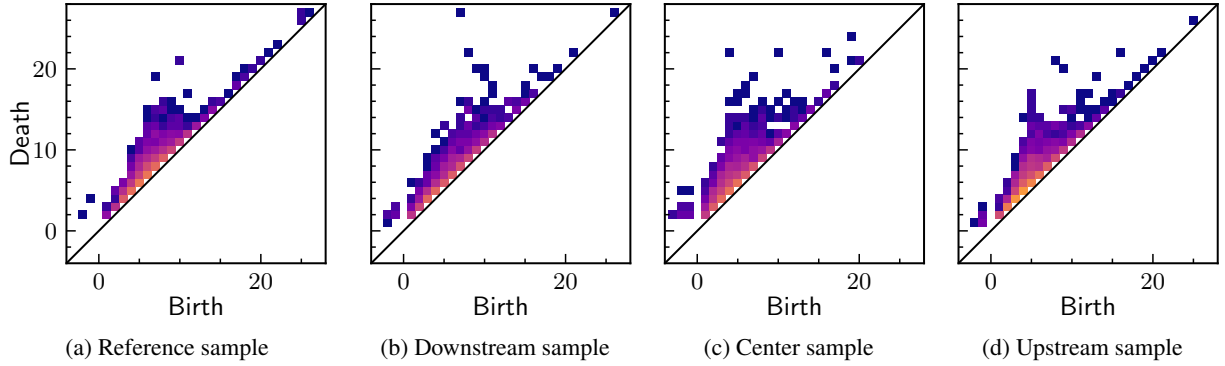 Death
20
10
0
0
20
0
20
0
20
0
20
Birth
Birth
Birth
Birth
(a) Reference sample
(b) Downstream sample
(c) Center sample
(d) Upstream sample